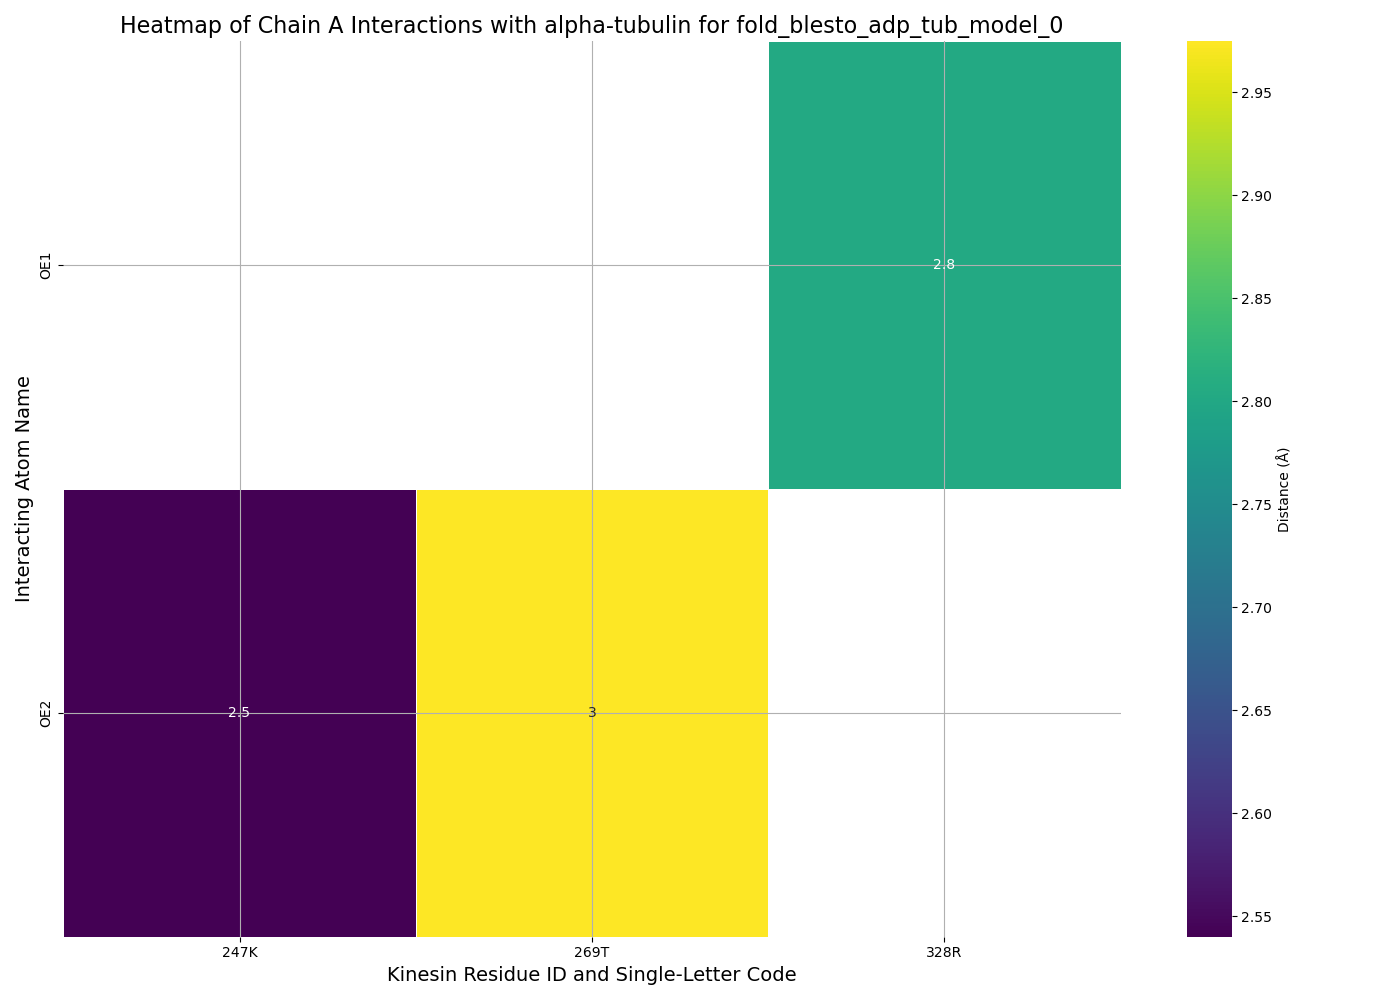 Heatmap of Chain A Interactions with alpha-tubulin for fold_blesto_adp_tub_model_0
Interacting Atom Name
OE1
OE2
2.8
2.5
3
247K
269T
328R
Kinesin Residue ID and Single-Letter Code
2.95
2.90
2.85
2.80
2.75
2.70
2.65
2.60
2.55
Distance (Å)